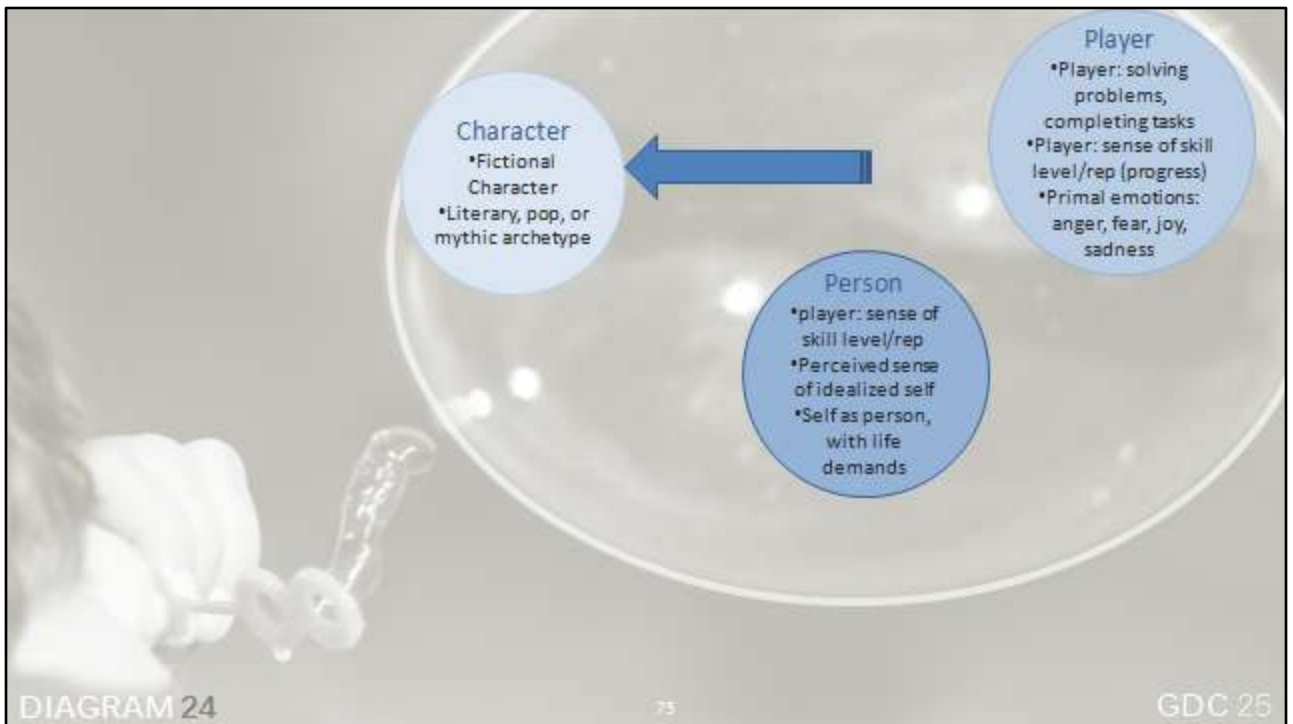 Character
•Fictional
Character
•Literary, pop, or
mythic archetype
Player
•Player: solving
problems,
completing tasks
•Player: sense of skill
level/rep (progress)
•Primal emotions:
anger, fear, joy,
sadness
Person
•player: sense of
skill level/rep
•Perceived sense
of idealized self
•Self as person,
with life
demands
DIAGRAM 24
73
GDC 25